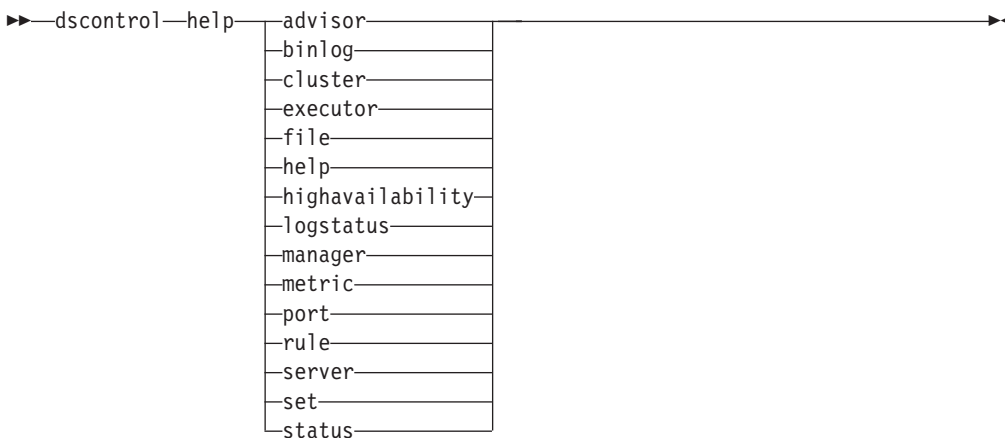 dscontrol help advisor
binlog
cluster
executor
file
help
highavailability
logstatus
manager
metric
port
rule
server
set
status